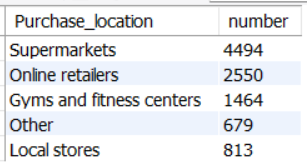 Purchase_location number
Supermarkets 4494
Online retailers 2550
Gyms and fitness centers 1464
Other 679
Local stores 813